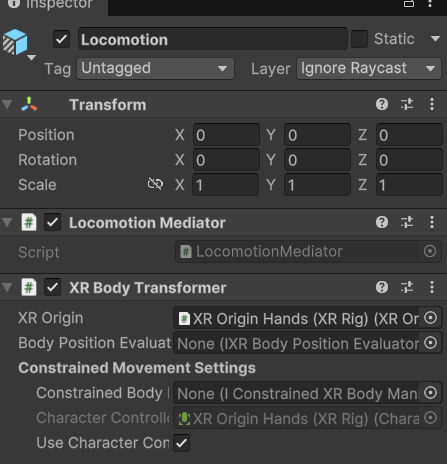 Inspector
Locomotion
Static
Tag Untagged Layer Ignore Raycast
Transform
Position X 0 Y 0 Z 0
Rotation X 0 Y 0 Z 0
Scale X 1 Y 1 Z 1
# Locomotion Mediator
Script # LocomotionMediator
# XR Body Transformer
XR Origin # XR Origin Hands (XR Rig) (XR Or
Body Position Evaluat None (IXR Body Position Evaluator
Constrained Movement Settings
Constrained Body None (I Constrained XR Body Man
Character Controlle XR Origin Hands (XR Rig) (Chara
Use Character Con